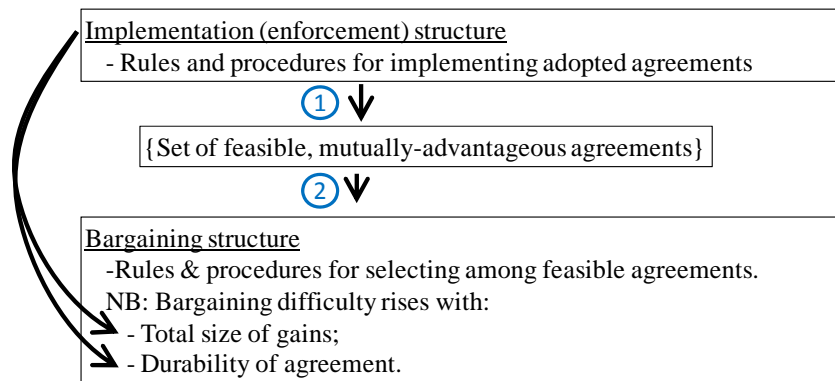 Implementation (enforcement) structure
- Rules and procedures for implementing adopted agreements
1
{Set of feasible, mutually-advantageous agreements}
2
Bargaining structure
-Rules & procedures for selecting among feasible agreements.
NB: Bargaining difficulty rises with:
- Total size of gains;
- Durability of agreement.